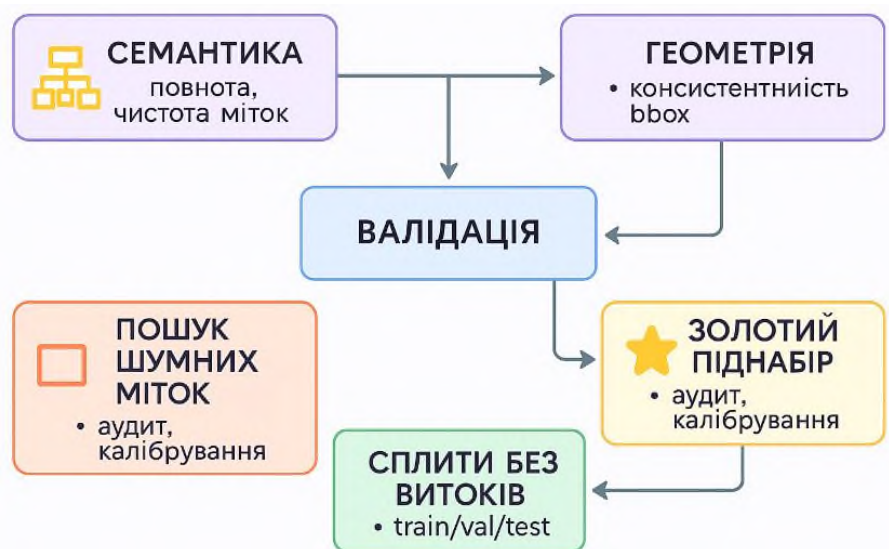 СЕМАНТИКА
повнота,
чистота міток
ГЕОМЕТРІЯ
• консистентниість
bbox
ВАЛІДАЦІЯ
ПОШУК
ШУМНИХ
МІТОК
• аудит,
калібрування
ЗОЛОТИЙ
ПІДНАБІР
• аудит,
калібрування
СПЛИТИ БЕЗ
ВИТОКІВ
• train/val/test